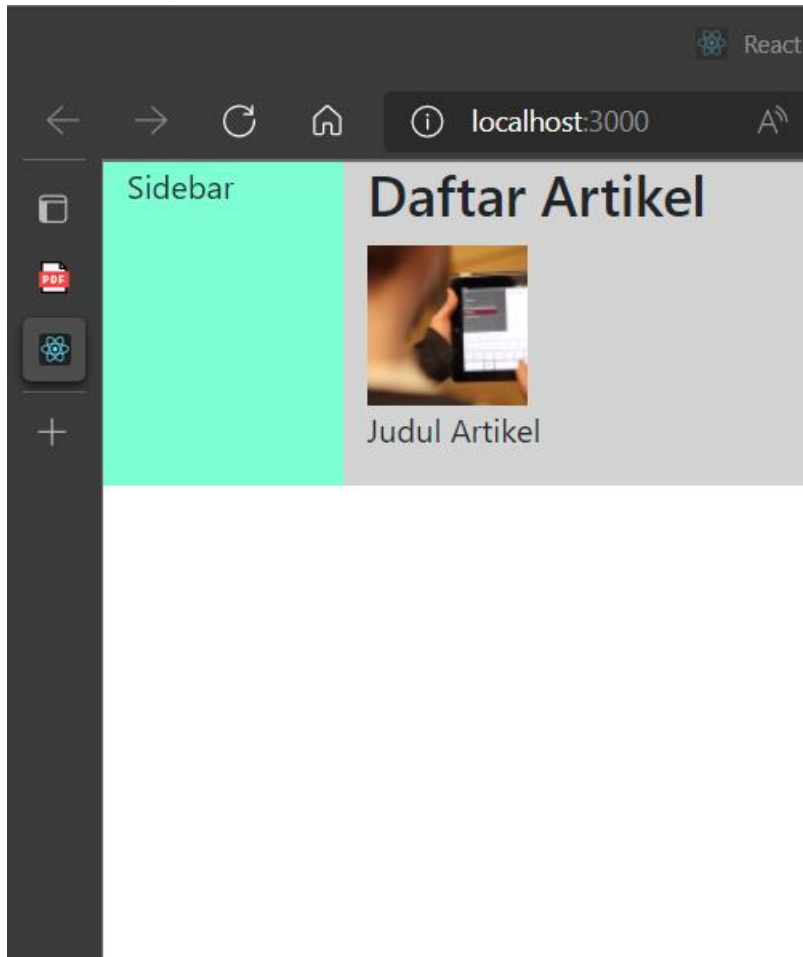 React
localhost:3000
A
PDF
Sidebar
Daftar Artikel
Judul Artikel